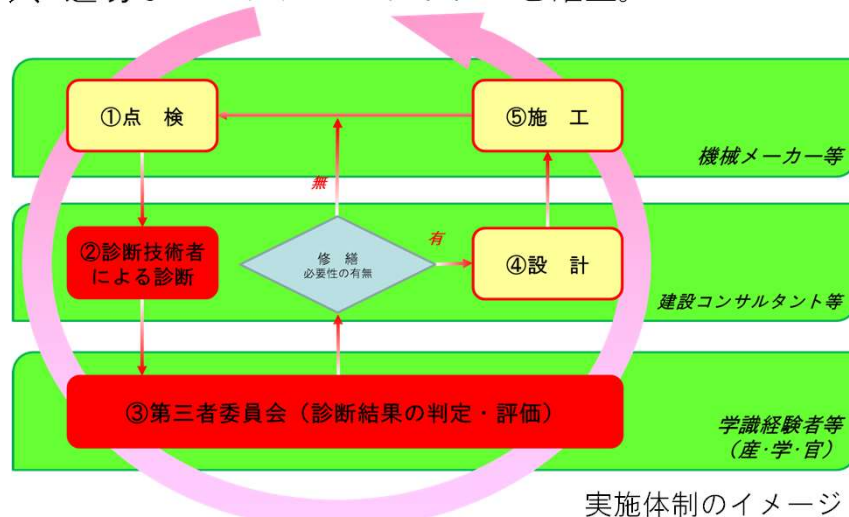 ①点　検
⑤施　工
機械メーカー等
無
②診断技術者
による診断
修　繕
必要性の有無
有
④設　計
建設コンサルタント等
③第三者委員会（診断結果の判定・評価）
学識経験者等
（産・学・官）
実施体制のイメージ